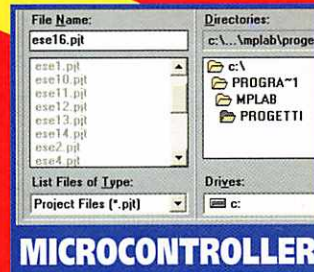 File Name:
ese16.pjt
ese1.pjt
ese10.pjt
ese11.pjt
ese12.pjt
ese13.pjt
ese14.pjt
ese2.pjt
ese4.pjt
List Files of Type:
Project Files (*.pjt)
Directories:
c:\...\mplab\proge
c:\
PROGRA~1
MPLAB
PROGETTI
Drives:
c:
MICROCONTROLLER